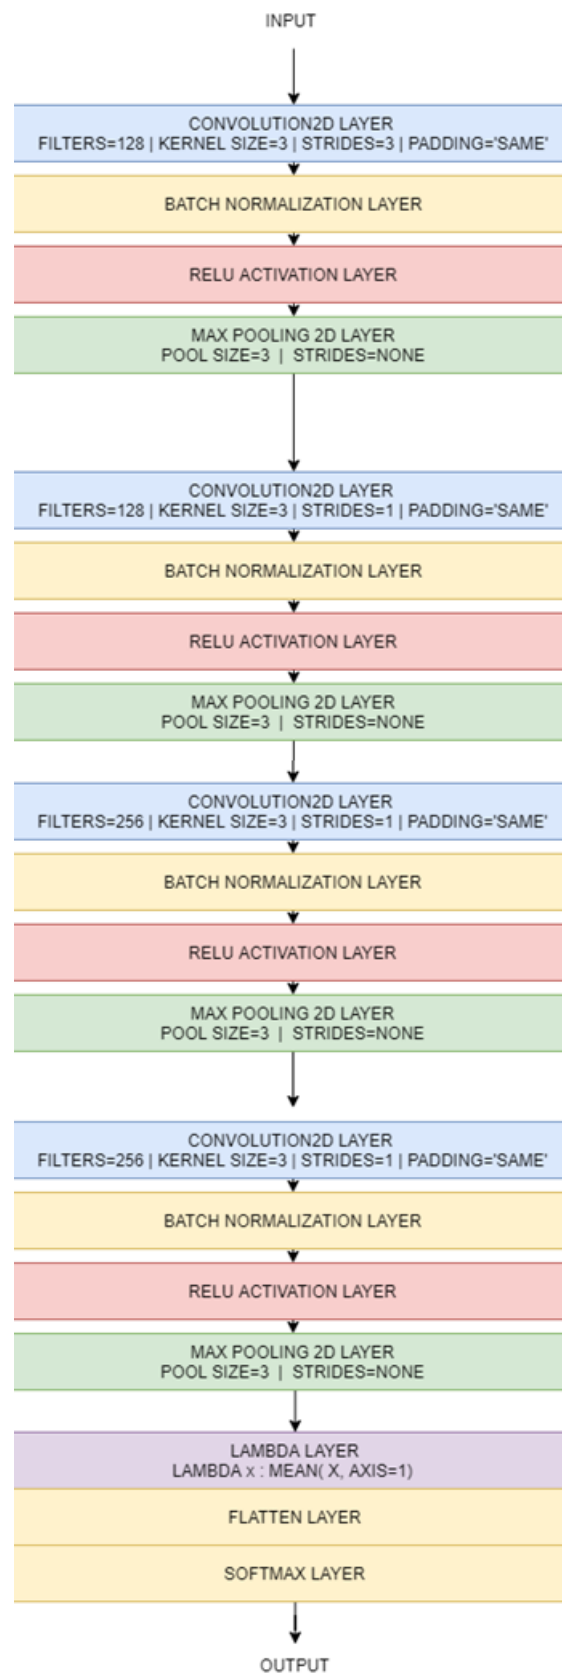 INPUT
CONVOLUTION2D LAYER
FILTERS=128 | KERNEL SIZE=3 | STRIDES=3 | PADDING='SAME'
BATCH NORMALIZATION LAYER
RELU ACTIVATION LAYER
MAX POOLING 2D LAYER
POOL SIZE=3 | STRIDES=NONE
CONVOLUTION2D LAYER
FILTERS=128 | KERNEL SIZE=3 | STRIDES=1 | PADDING='SAME'
BATCH NORMALIZATION LAYER
RELU ACTIVATION LAYER
MAX POOLING 2D LAYER
POOL SIZE=3 | STRIDES=NONE
CONVOLUTION2D LAYER
FILTERS=256 | KERNEL SIZE=3 | STRIDES=1 | PADDING='SAME'
BATCH NORMALIZATION LAYER
RELU ACTIVATION LAYER
MAX POOLING 2D LAYER
POOL SIZE=3 | STRIDES=NONE
CONVOLUTION2D LAYER
FILTERS=256 | KERNEL SIZE=3 | STRIDES=1 | PADDING='SAME'
BATCH NORMALIZATION LAYER
RELU ACTIVATION LAYER
MAX POOLING 2D LAYER
POOL SIZE=3 | STRIDES=NONE
LAMBDA LAYER
LAMBDA x : MEAN( X, AXIS=1)
FLATTEN LAYER
SOFTMAX LAYER
OUTPUT